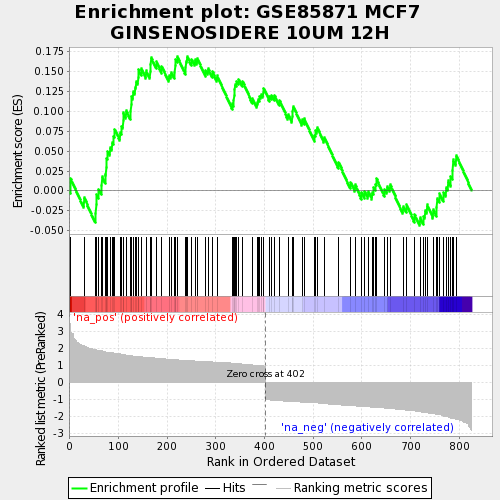 Enrichment plot: GSE85871 MCF7
GINSENOSIDERE 10UM 12H
Enrichment score (ES)
0.175
0.150
0.125
0.100
0.075
0.050
0.025
0.000
-0.025
-0.050
'na_pos' (positively correlated)
Ranked list metric (PreRanked)
4
3
2
1
0
-1
-2
-3
Zero cross at 402
'na_neg' (negatively correlated)
0
100
200
300
400
500
600
700
800
Rank in Ordered Dataset
Enrichment profile
Hits
Ranking metric scores